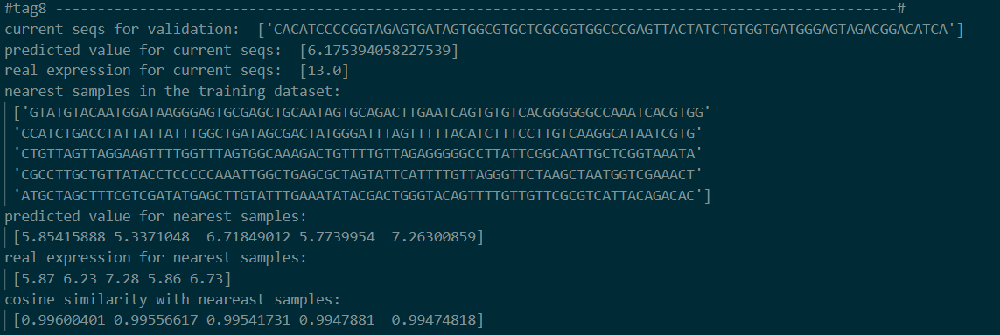 #tag8 -----------------------------------------------------------------------------------------------#
current seqs for validation:  ['CACATCCCCGGTAGAGTGATAGTGGCGTGCTCGCGGTGGCCCGAGTTACTATCTGTGGTGATGGGAGTAGACGGACATCA']
predicted value for current seqs:  [6.175394058227539]
real expression for current seqs:  [13.0]
nearest samples in the training dataset:
['GTATGTACAATGGATAAGGGAGTGCGAGCTGCAATAGTGCAGACTTGAATCAGTGTGTCACGGGGGGCCAAATCACGTGG'
'CCATCTGACCTATTATTATTTGGCTGATAGCGACTATGGGATTTAGTTTTTACATCTTTCCTTGTCAAGGCATAATCGTG'
'CTGTTAGTTAGGAAGTTTTGGTTTAGTGGCAAAGACTGTTTTGTTAGAGGGGGCCTTATTCGGCAATTGCTCGGTAAATA'
'CGCCTTGCTGTTATACCTCCCCCAAATTGGCTGAGCGCTAGTATTCATTTTGTTAGGGTTCTAAGCTAATGGTCGAAACT'
'ATGCTAGCTTTCGTCGATATGAGCTTGTATTTGAAATATACGACTGGGTACAGTTTTGTTGTTCGCGTCATTACAGACAC']
predicted value for nearest samples:
[5.85415888 5.3371048  6.71849012 5.7739954  7.26300859]
real expression for nearest samples:
[5.87 6.23 7.28 5.86 6.73]
cosine similarity with neareast samples:
[0.99600401 0.99556617 0.99541731 0.9947881  0.99474818]